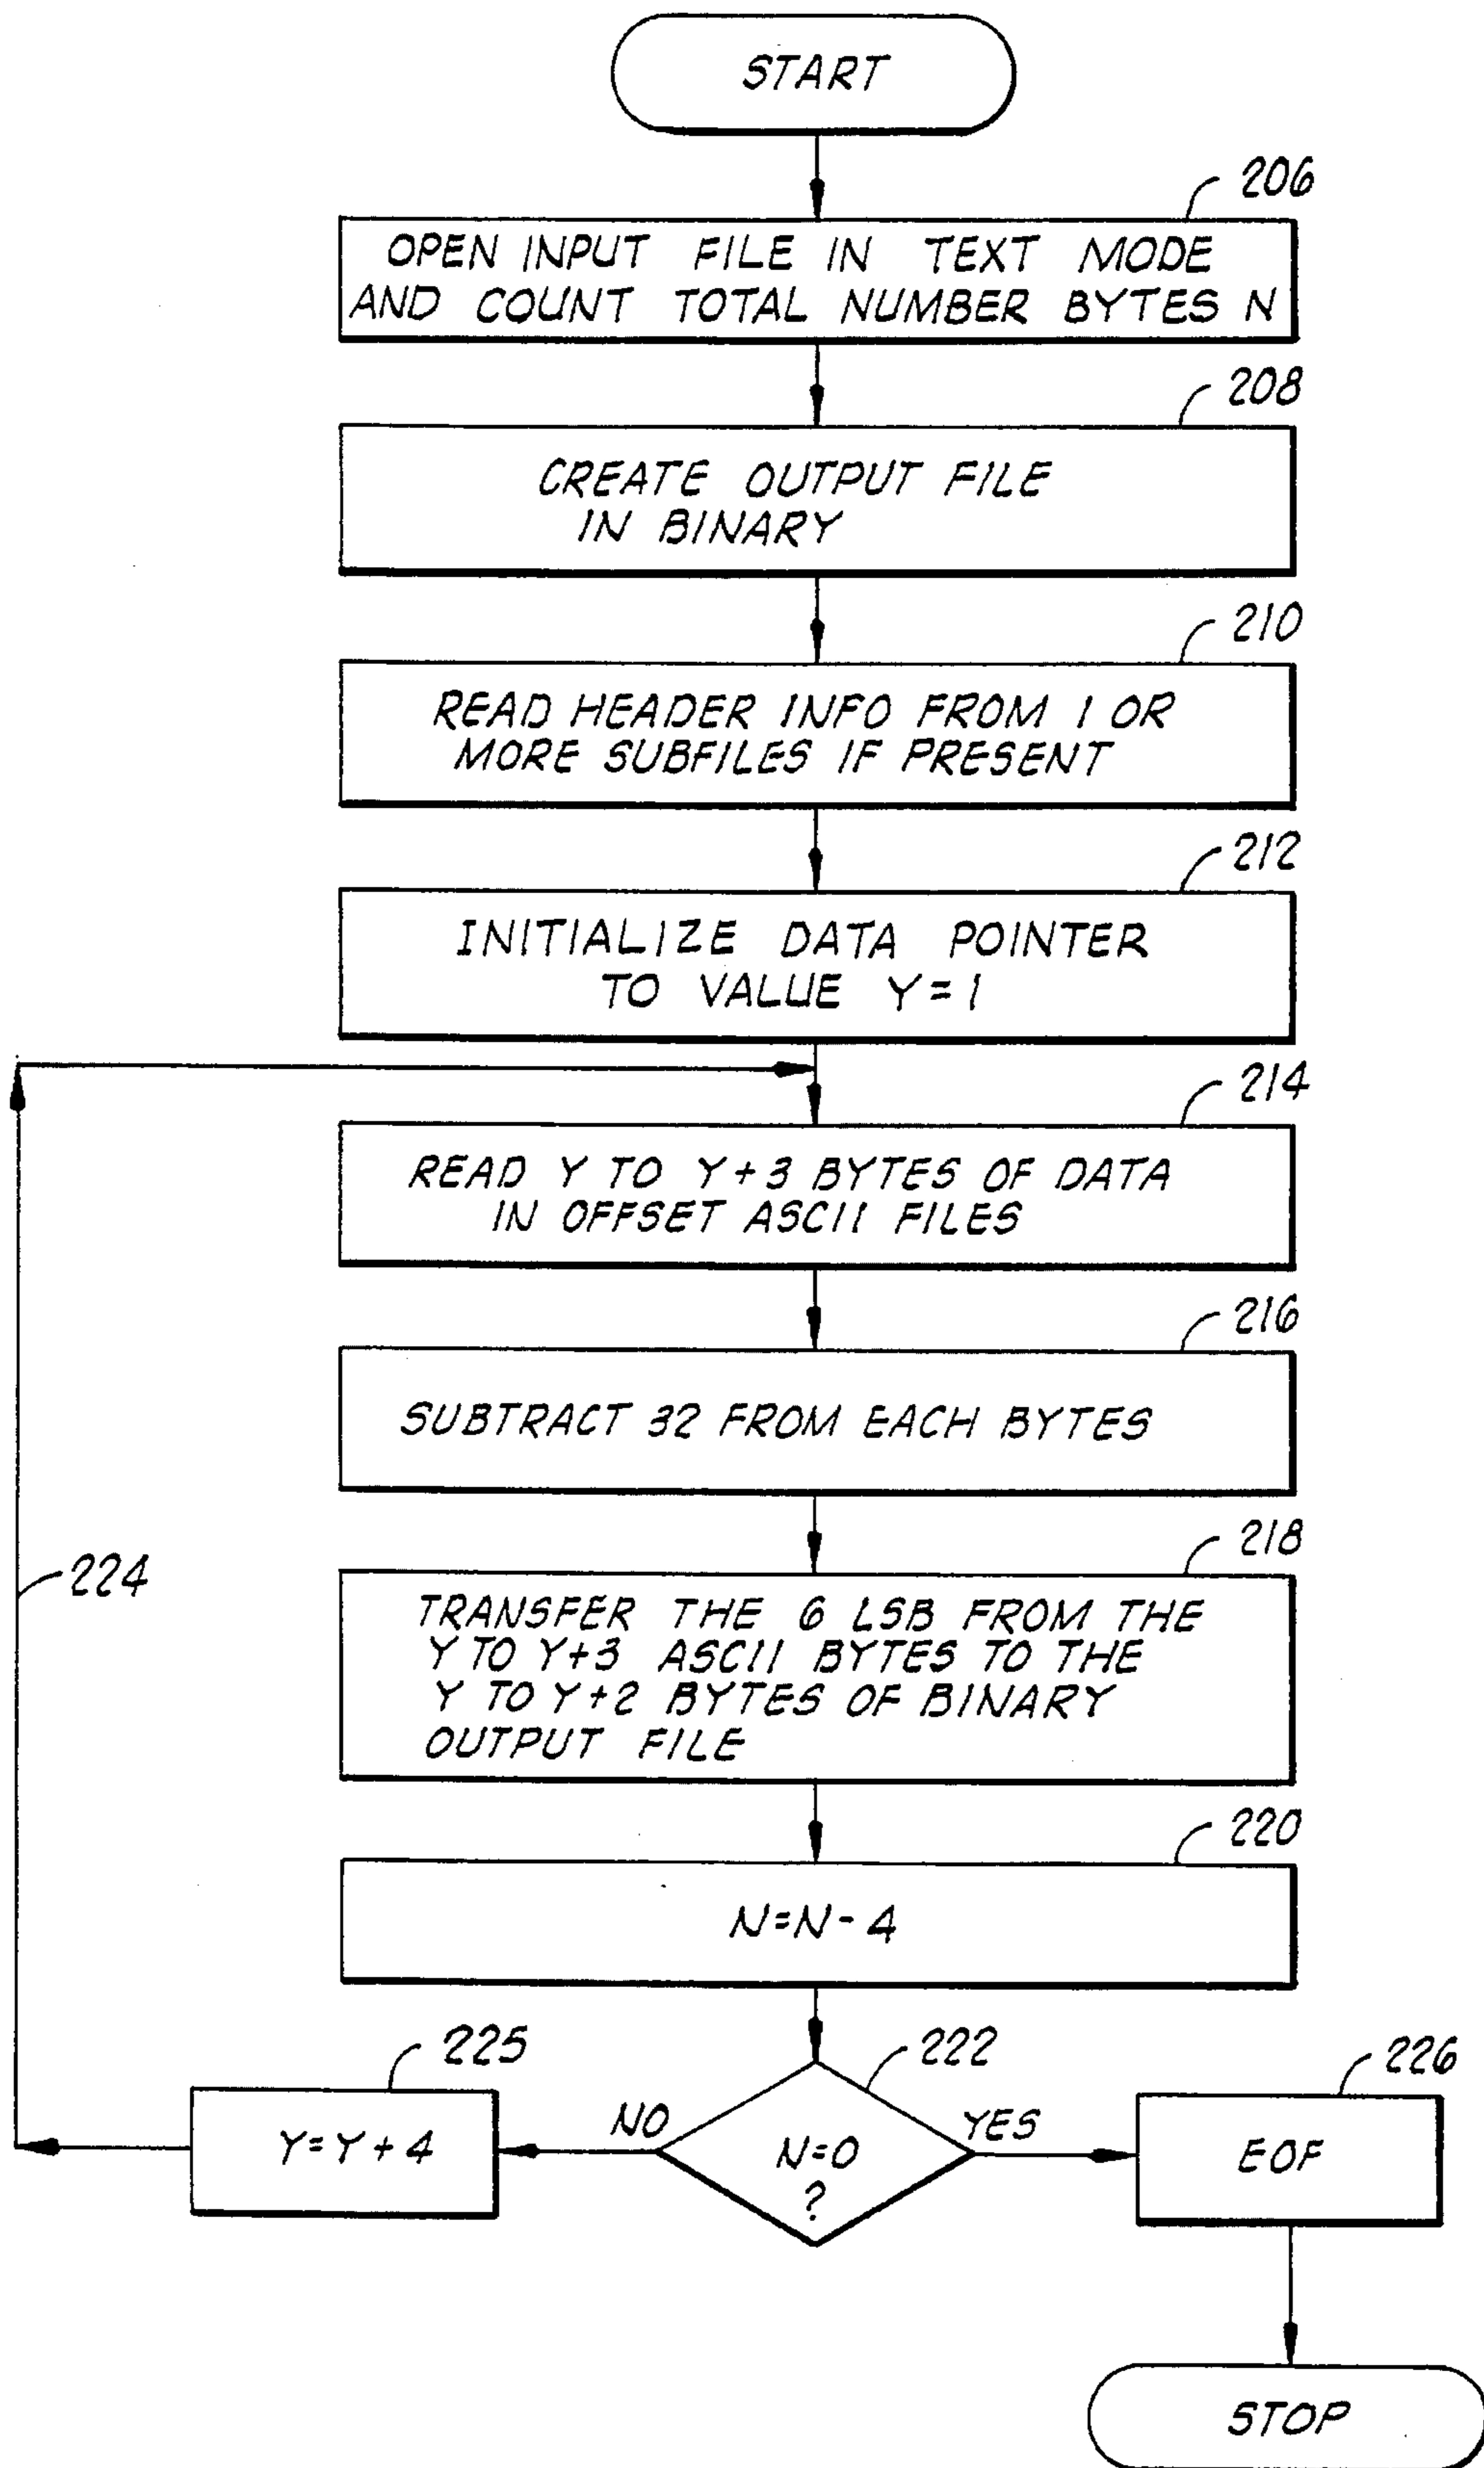 START
206
OPEN INPUT FILE IN TEXT MODE
AND COUNT TOTAL NUMBER BYTES N
208
CREATE OUTPUT FILE
IN BINARY
210
READ HEADER INFO FROM 1 OR
MORE SUBFILES IF PRESENT
212
INITIALIZE DATA POINTER
TO VALUE Y=1
214
READ Y TO Y+3 BYTES OF DATA
IN OFFSET ASCII FILES
216
SUBTRACT 32 FROM EACH BYTES
224
218
TRANSFER THE 6 LSB FROM THE
Y TO Y+3 ASCII BYTES TO THE
Y TO Y+2 BYTES OF BINARY
OUTPUT FILE
220
N=N-4
225
222
226
Y=Y+4
NO
N=0
?
YES
EOF
STOP